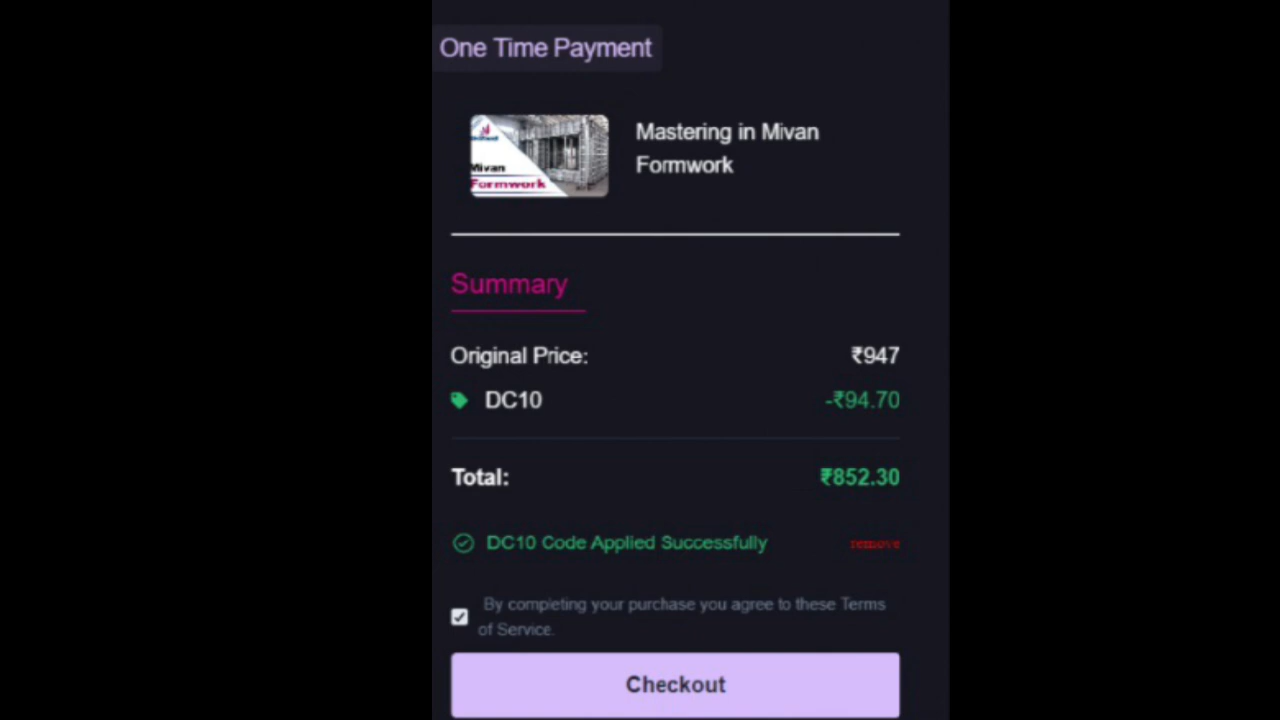 One Time Payment
Mivan
Formwork
Mastering in Mivan
Formwork
Summary
Original Price: ₹947
DC10 -₹94.70
Total: ₹852.30
DC10 Code Applied Successfully remove
By completing your purchase you agree to these Terms
of Service.
Checkout